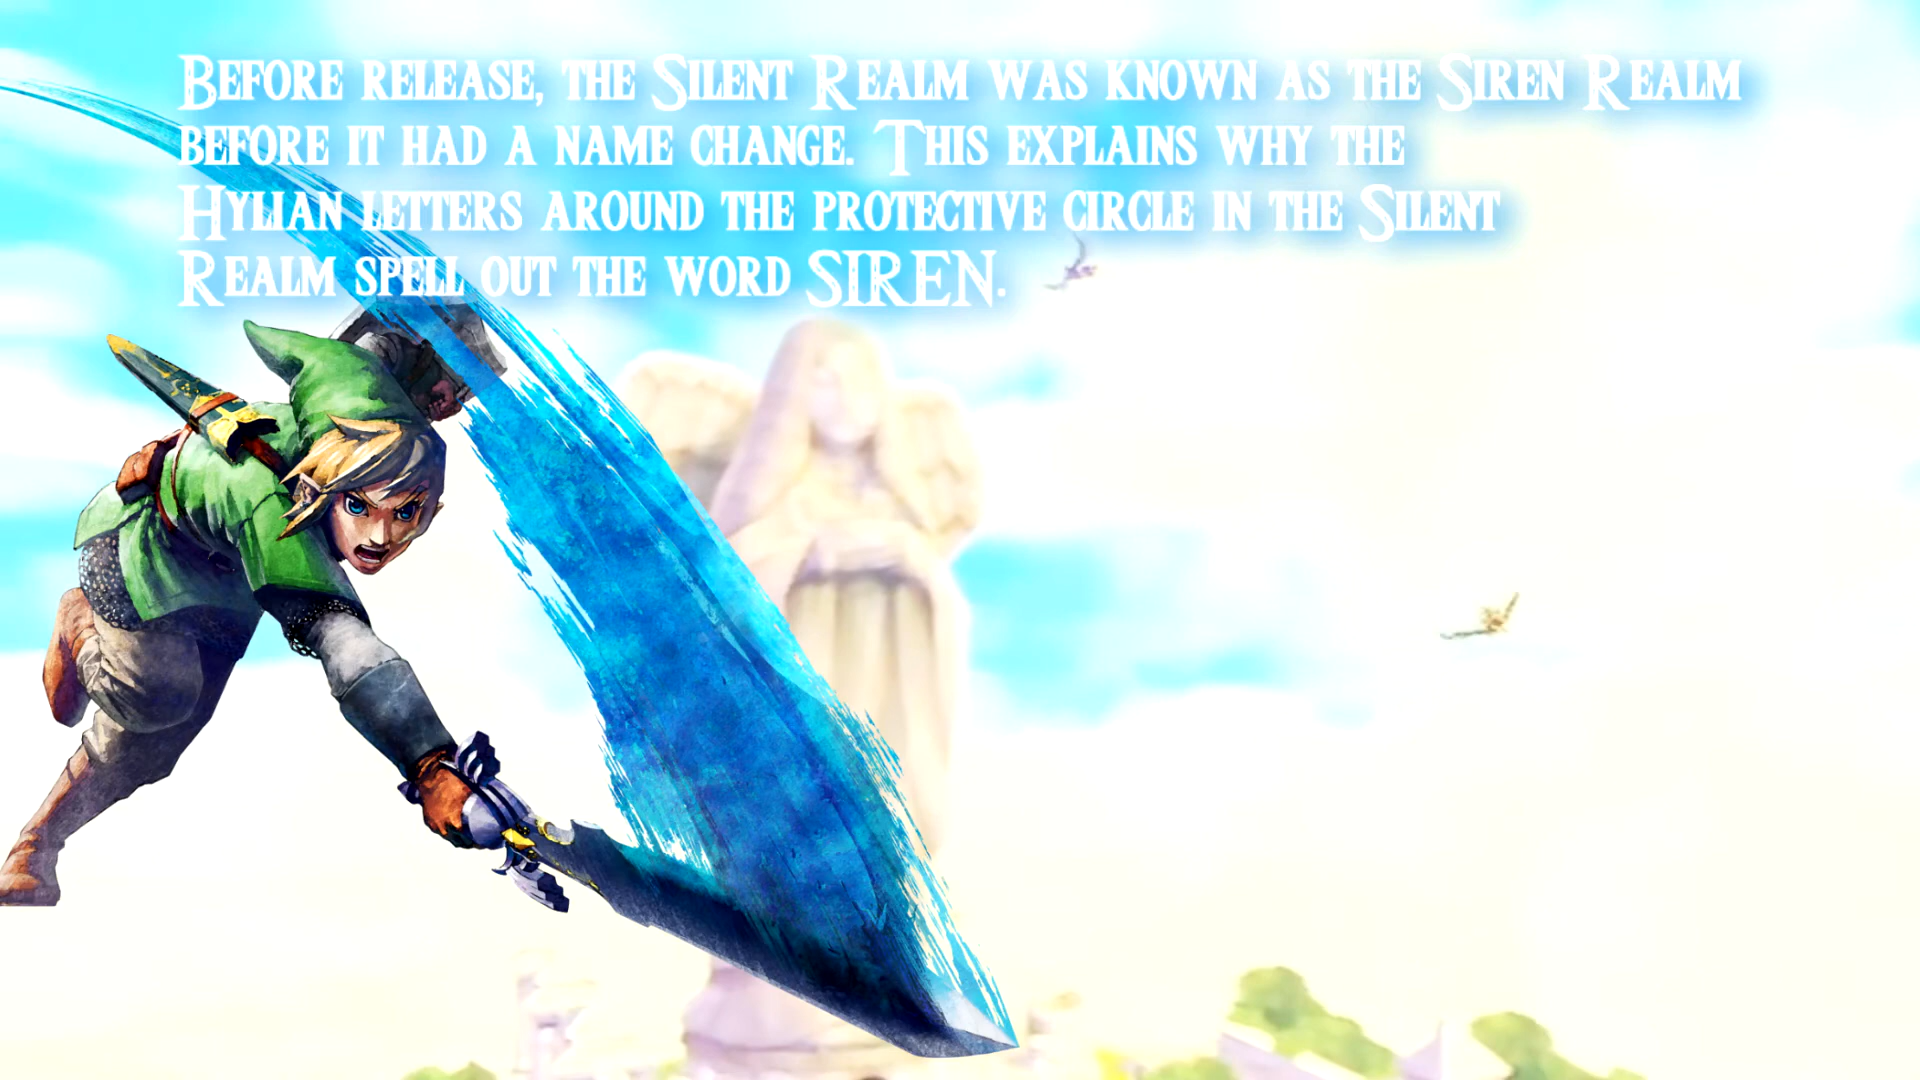 Before release, the Silent Realm was known as the Siren Realm
before it had a name change. This explains why the
Hylian letters around the protective circle in the Silent
Realm spell out the word SIREN.